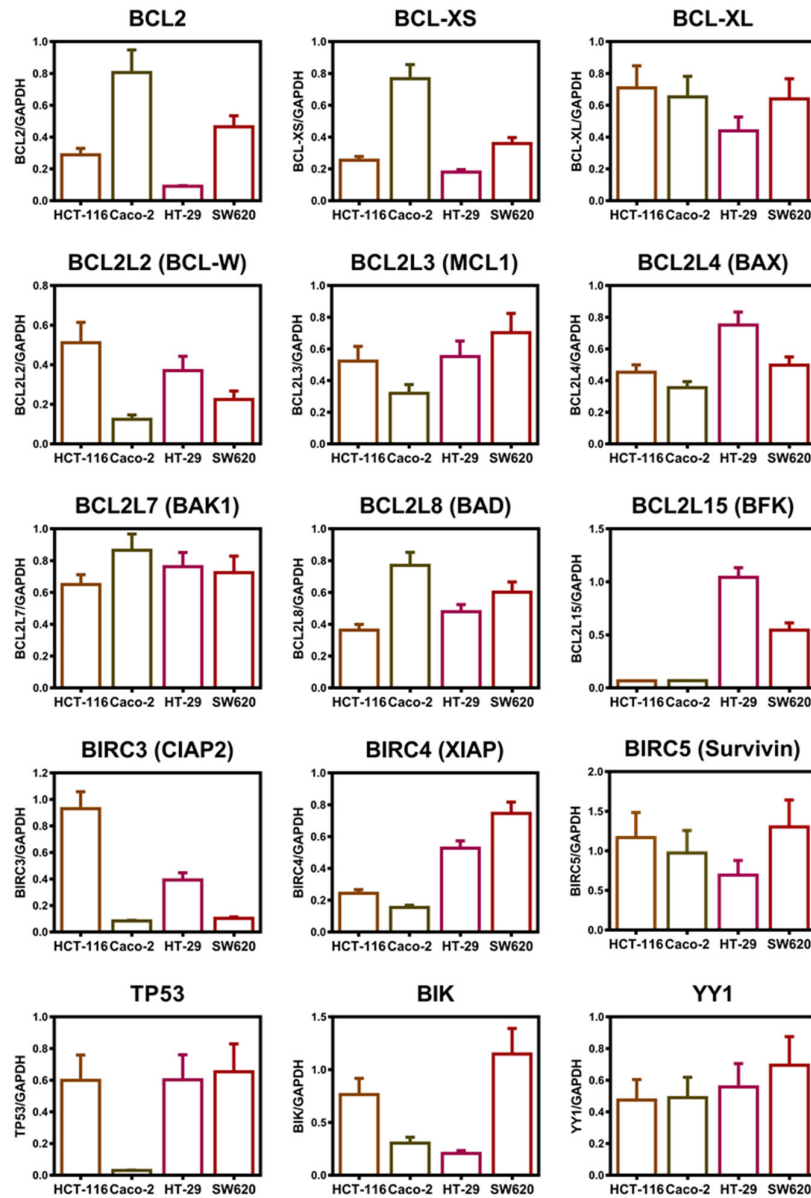 BCL2 BCL-XS BCL-XL
BCL2/GAPDH
1.0
0.8
0.6
0.4
0.2
0.0
HCT-116 Caco-2 HT-29 SW620
BCL-XS/GAPDH
1.0
0.8
0.6
0.4
0.2
0.0
HCT-116 Caco-2 HT-29 SW620
BCL-XL/GAPDH
1.0
0.8
0.6
0.4
0.2
0.0
HCT-116 Caco-2 HT-29 SW620
BCL2L2 (BCL-W) BCL2L3 (MCL1) BCL2L4 (BAX)
BCL2L2/GAPDH
0.8
0.6
0.4
0.2
0.0
HCT-116 Caco-2 HT-29 SW620
BCL2L3/GAPDH
1.0
0.8
0.6
0.4
0.2
0.0
HCT-116 Caco-2 HT-29 SW620
BCL2L4/GAPDH
1.0
0.8
0.6
0.4
0.2
0.0
HCT-116 Caco-2 HT-29 SW620
BCL2L7 (BAK1) BCL2L8 (BAD) BCL2L15 (BFK)
BCL2L7/GAPDH
1.0
0.8
0.6
0.4
0.2
0.0
HCT-116 Caco-2 HT-29 SW620
BCL2L8/GAPDH
1.0
0.8
0.6
0.4
0.2
0.0
HCT-116 Caco-2 HT-29 SW620
BCL2L15/GAPDH
1.5
1.0
0.5
0.0
HCT-116 Caco-2 HT-29 SW620
BIRC3 (CIAP2) BIRC4 (XIAP) BIRC5 (Survivin)
BIRC3/GAPDH
1.2
1.0
0.8
0.6
0.4
0.2
0.0
HCT-116 Caco-2 HT-29 SW620
BIRC4/GAPDH
1.0
0.8
0.6
0.4
0.2
0.0
HCT-116 Caco-2 HT-29 SW620
BIRC5/GAPDH
2.0
1.5
1.0
0.5
0.0
HCT-116 Caco-2 HT-29 SW620
TP53 BIK YY1
TP53/GAPDH
1.0
0.8
0.6
0.4
0.2
0.0
HCT-116 Caco-2 HT-29 SW620
BIK/GAPDH
1.5
1.0
0.5
0.0
HCT-116 Caco-2 HT-29 SW620
YY1/GAPDH
1.0
0.8
0.6
0.4
0.2
0.0
HCT-116 Caco-2 HT-29 SW620